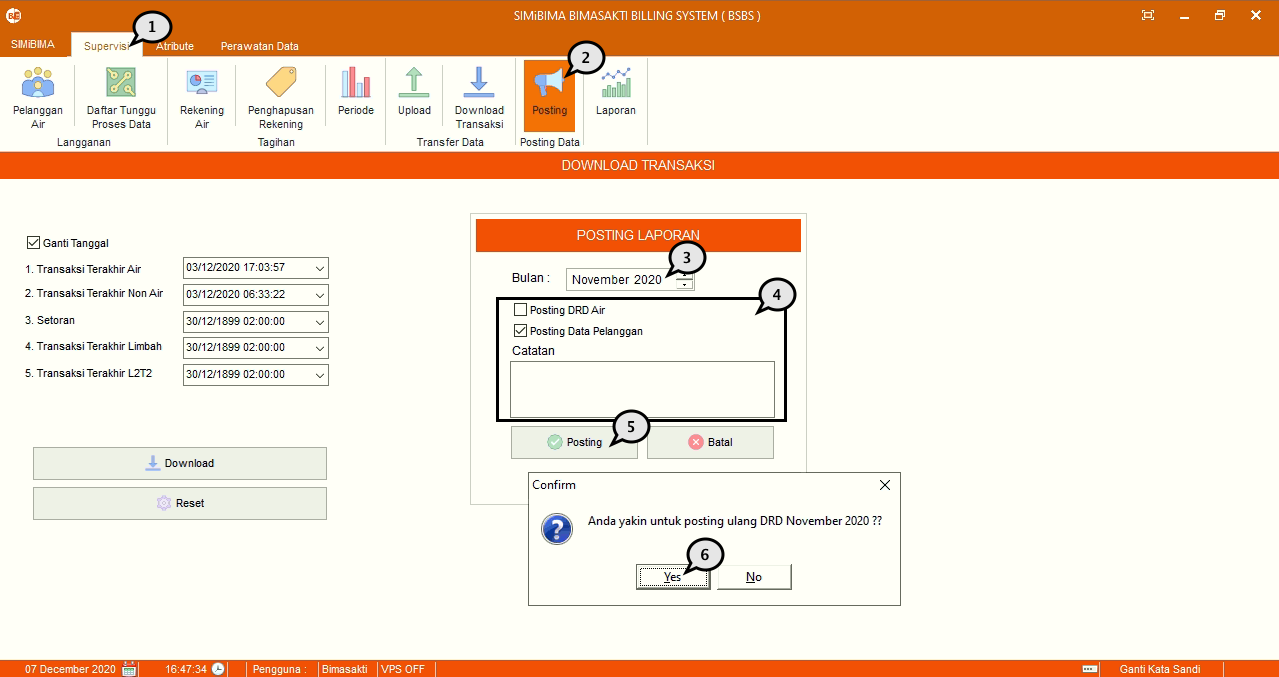 SIMiBIMA BIMASAKTI BILLING SYSTEM ( BSBS )
1
SIMiBIMA Supervisi Atribute Perawatan Data
2
Pelanggan Air
Daftar Tunggu Proses Data
Rekening Air
Penghapusan Rekening
Periode
Upload
Download Transaksi
Posting
Laporan
Langganan Tagihan Transfer Data Posting Data
DOWNLOAD TRANSAKSI
Ganti Tanggal
1. Transaksi Terakhir Air 03/12/2020 17:03:57
2. Transaksi Terakhir Non Air 03/12/2020 06:33:22
3. Setoran 30/12/1899 02:00:00
4. Transaksi Terakhir Limbah 30/12/1899 02:00:00
5. Transaksi Terakhir L2T2 30/12/1899 02:00:00
Download
Reset
POSTING LAPORAN
3
Bulan : November 2020
4
Posting DRD Air
Posting Data Pelanggan
Catatan
5
Posting Batal
Confirm
Anda yakin untuk posting ulang DRD November 2020 ??
6
Yes No
07 December 2020 16:47:34 Pengguna : Bimasakti VPS OFF Ganti Kata Sandi